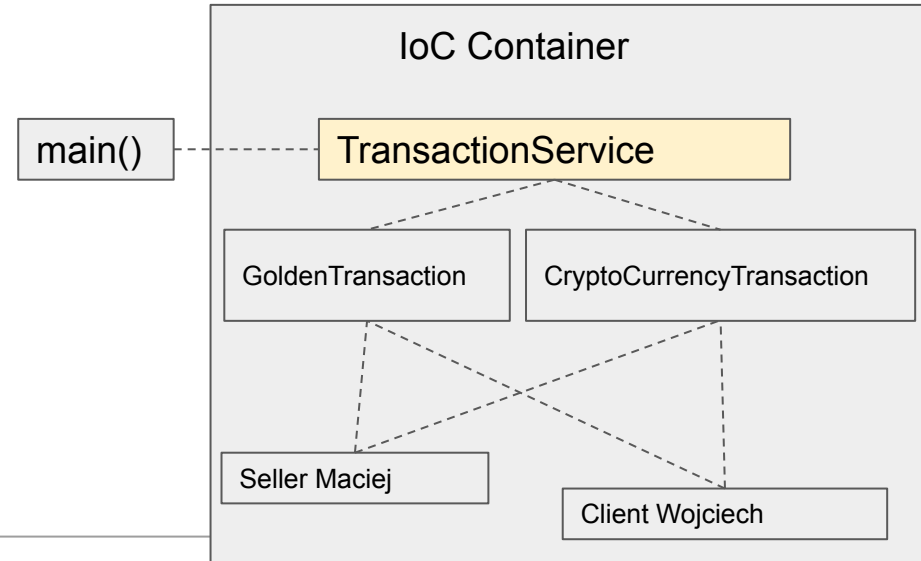 IoC Container
main()
TransactionService
GoldenTransaction
CryptoCurrencyTransaction
Seller Maciej
Client Wojciech